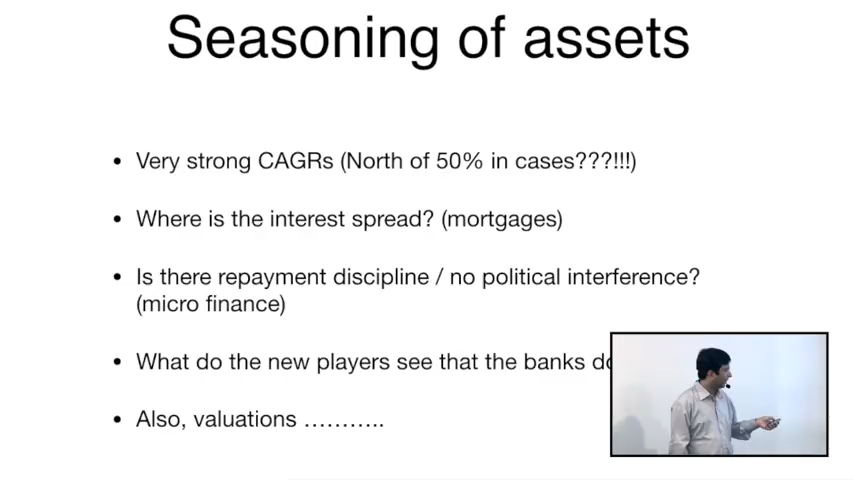 Seasoning of assets
• Very strong CAGRs (North of 50% in cases???!!!)
• Where is the interest spread? (mortgages)
• Is there repayment discipline / no political interference?
(micro finance)
• What do the new players see that the banks
• Also, valuations ………..